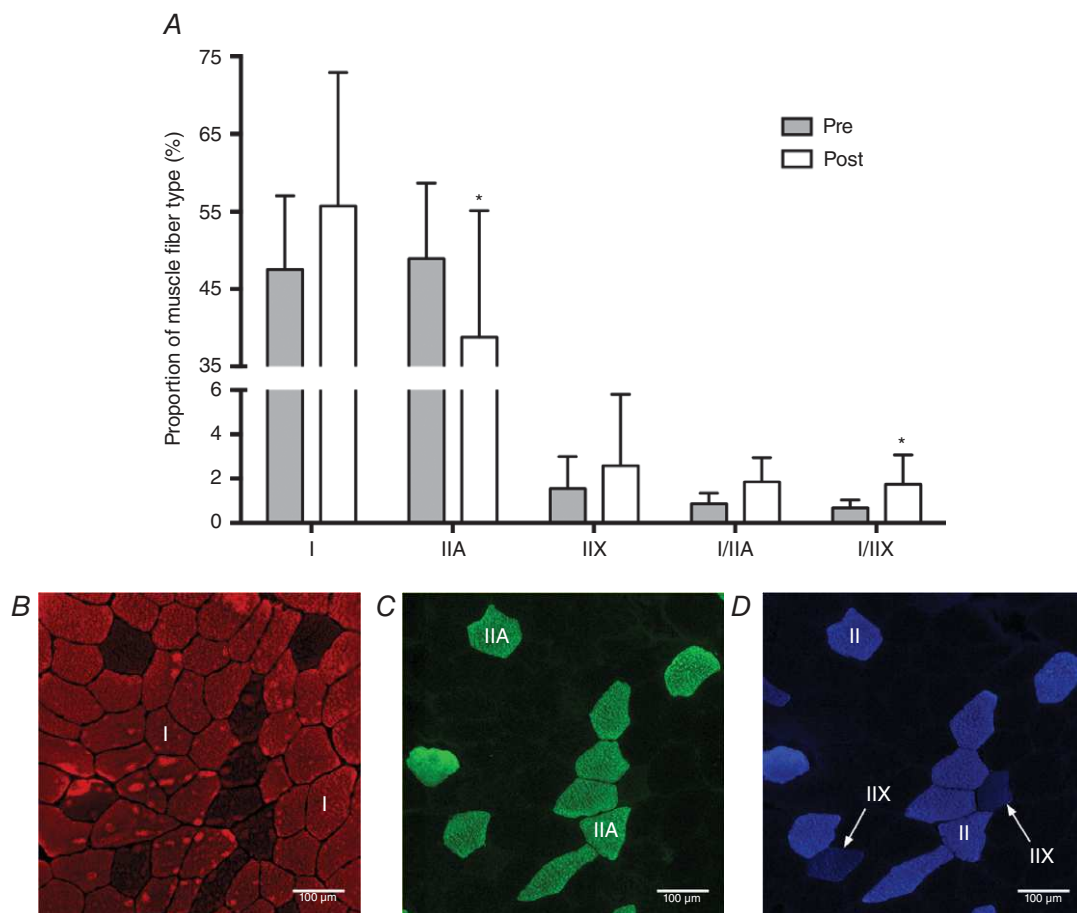 A
Proportion of muscle fiber type (%)
75
65
55
45
35
6
4
2
0
Pre
Post
*
*
I
IIA
IIX
I/IIA
I/IIX
B
I
I
100 µm
C
IIA
IIA
100 µm
D
II
IIX
II
IIX
100 µm